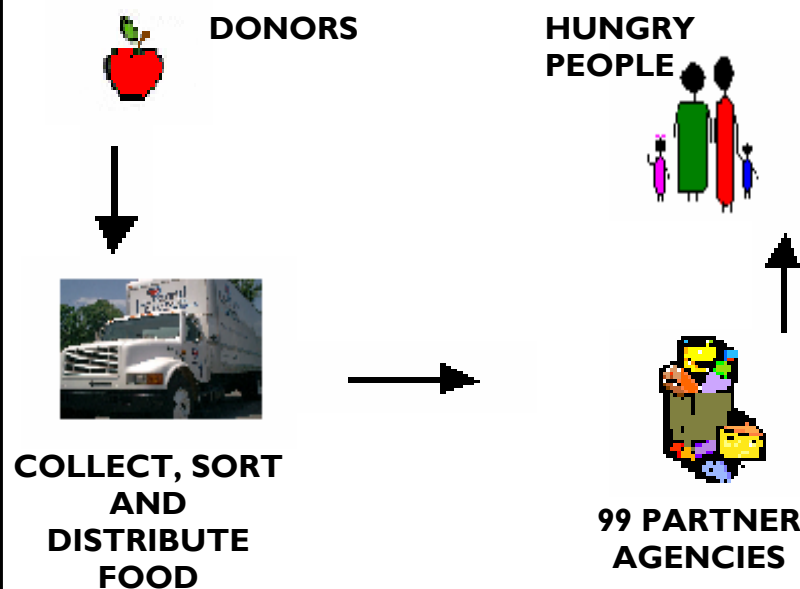 DONORS
HUNGRY
PEOPLE
COLLECT, SORT
AND
DISTRIBUTE
FOOD
99 PARTNER
AGENCIES